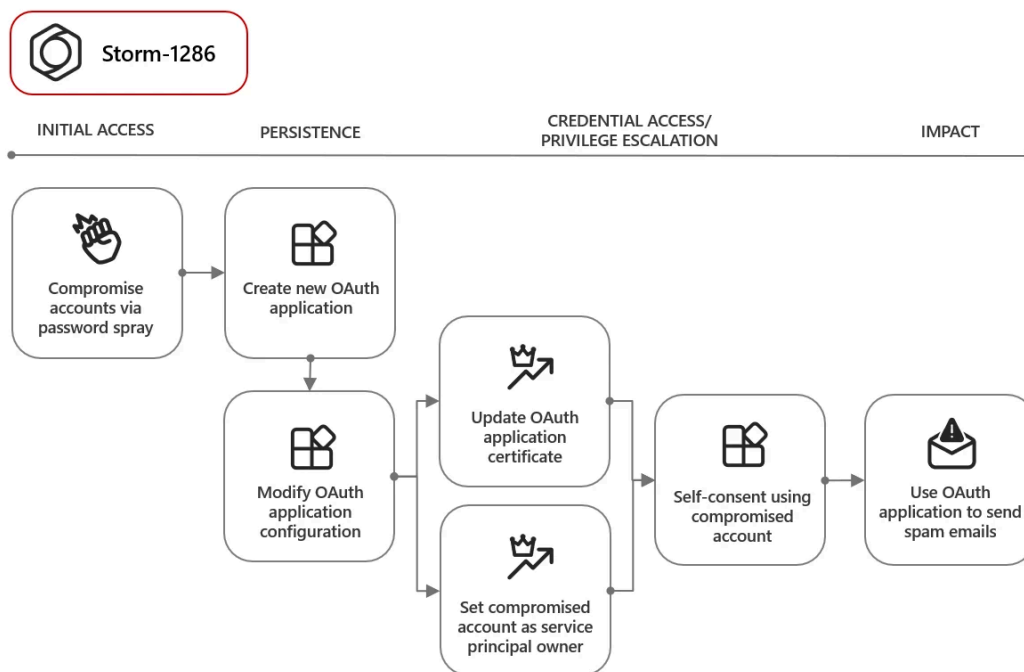 Storm-1286
INITIAL ACCESS
PERSISTENCE
CREDENTIAL ACCESS/
PRIVILEGE ESCALATION
IMPACT
Compromise
accounts via
password spray
Create new OAuth
application
Modify OAuth
application
configuration
Update OAuth
application
certificate
Set compromised
account as service
principal owner
Self-consent using
compromised
account
Use OAuth
application to send
spam emails